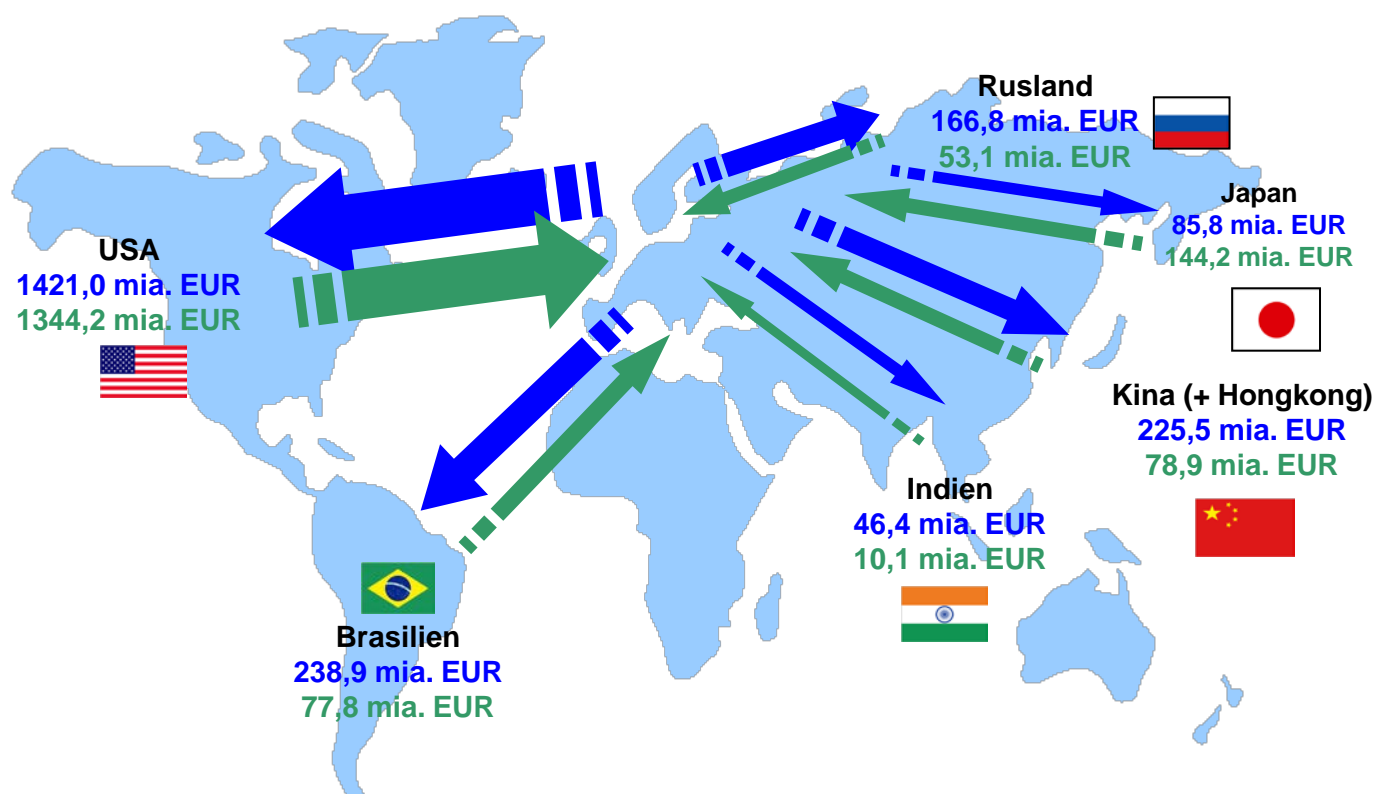 Rusland
166,8 mia. EUR
53,1 mia. EUR
Japan
85,8 mia. EUR
144,2 mia. EUR
USA
1421,0 mia. EUR
1344,2 mia. EUR
Kina (+ Hongkong)
225,5 mia. EUR
78,9 mia. EUR
Indien
46,4 mia. EUR
10,1 mia. EUR
Brasilien
238,9 mia. EUR
77,8 mia. EUR